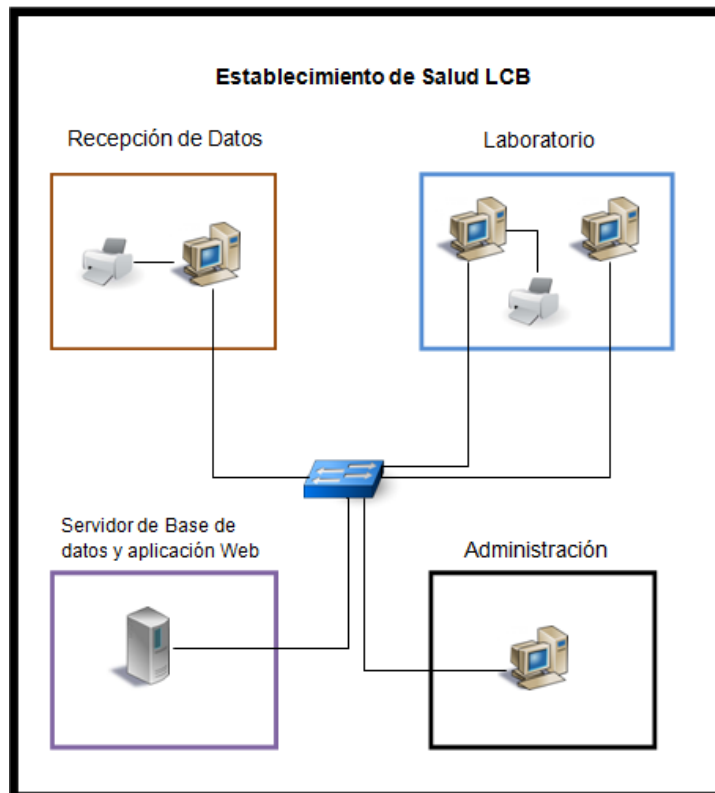 Establecimiento de Salud LCB
Recepción de Datos
Laboratorio
Servidor de Base de
datos y aplicación Web
Administración